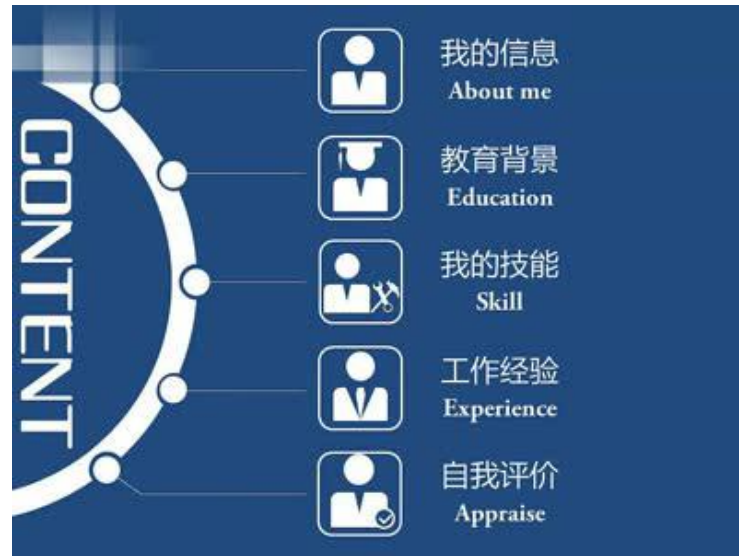 CONTENT
我的信息
About me
教育背景
Education
我的技能
Skill
工作经验
Experience
自我评价
Appraise